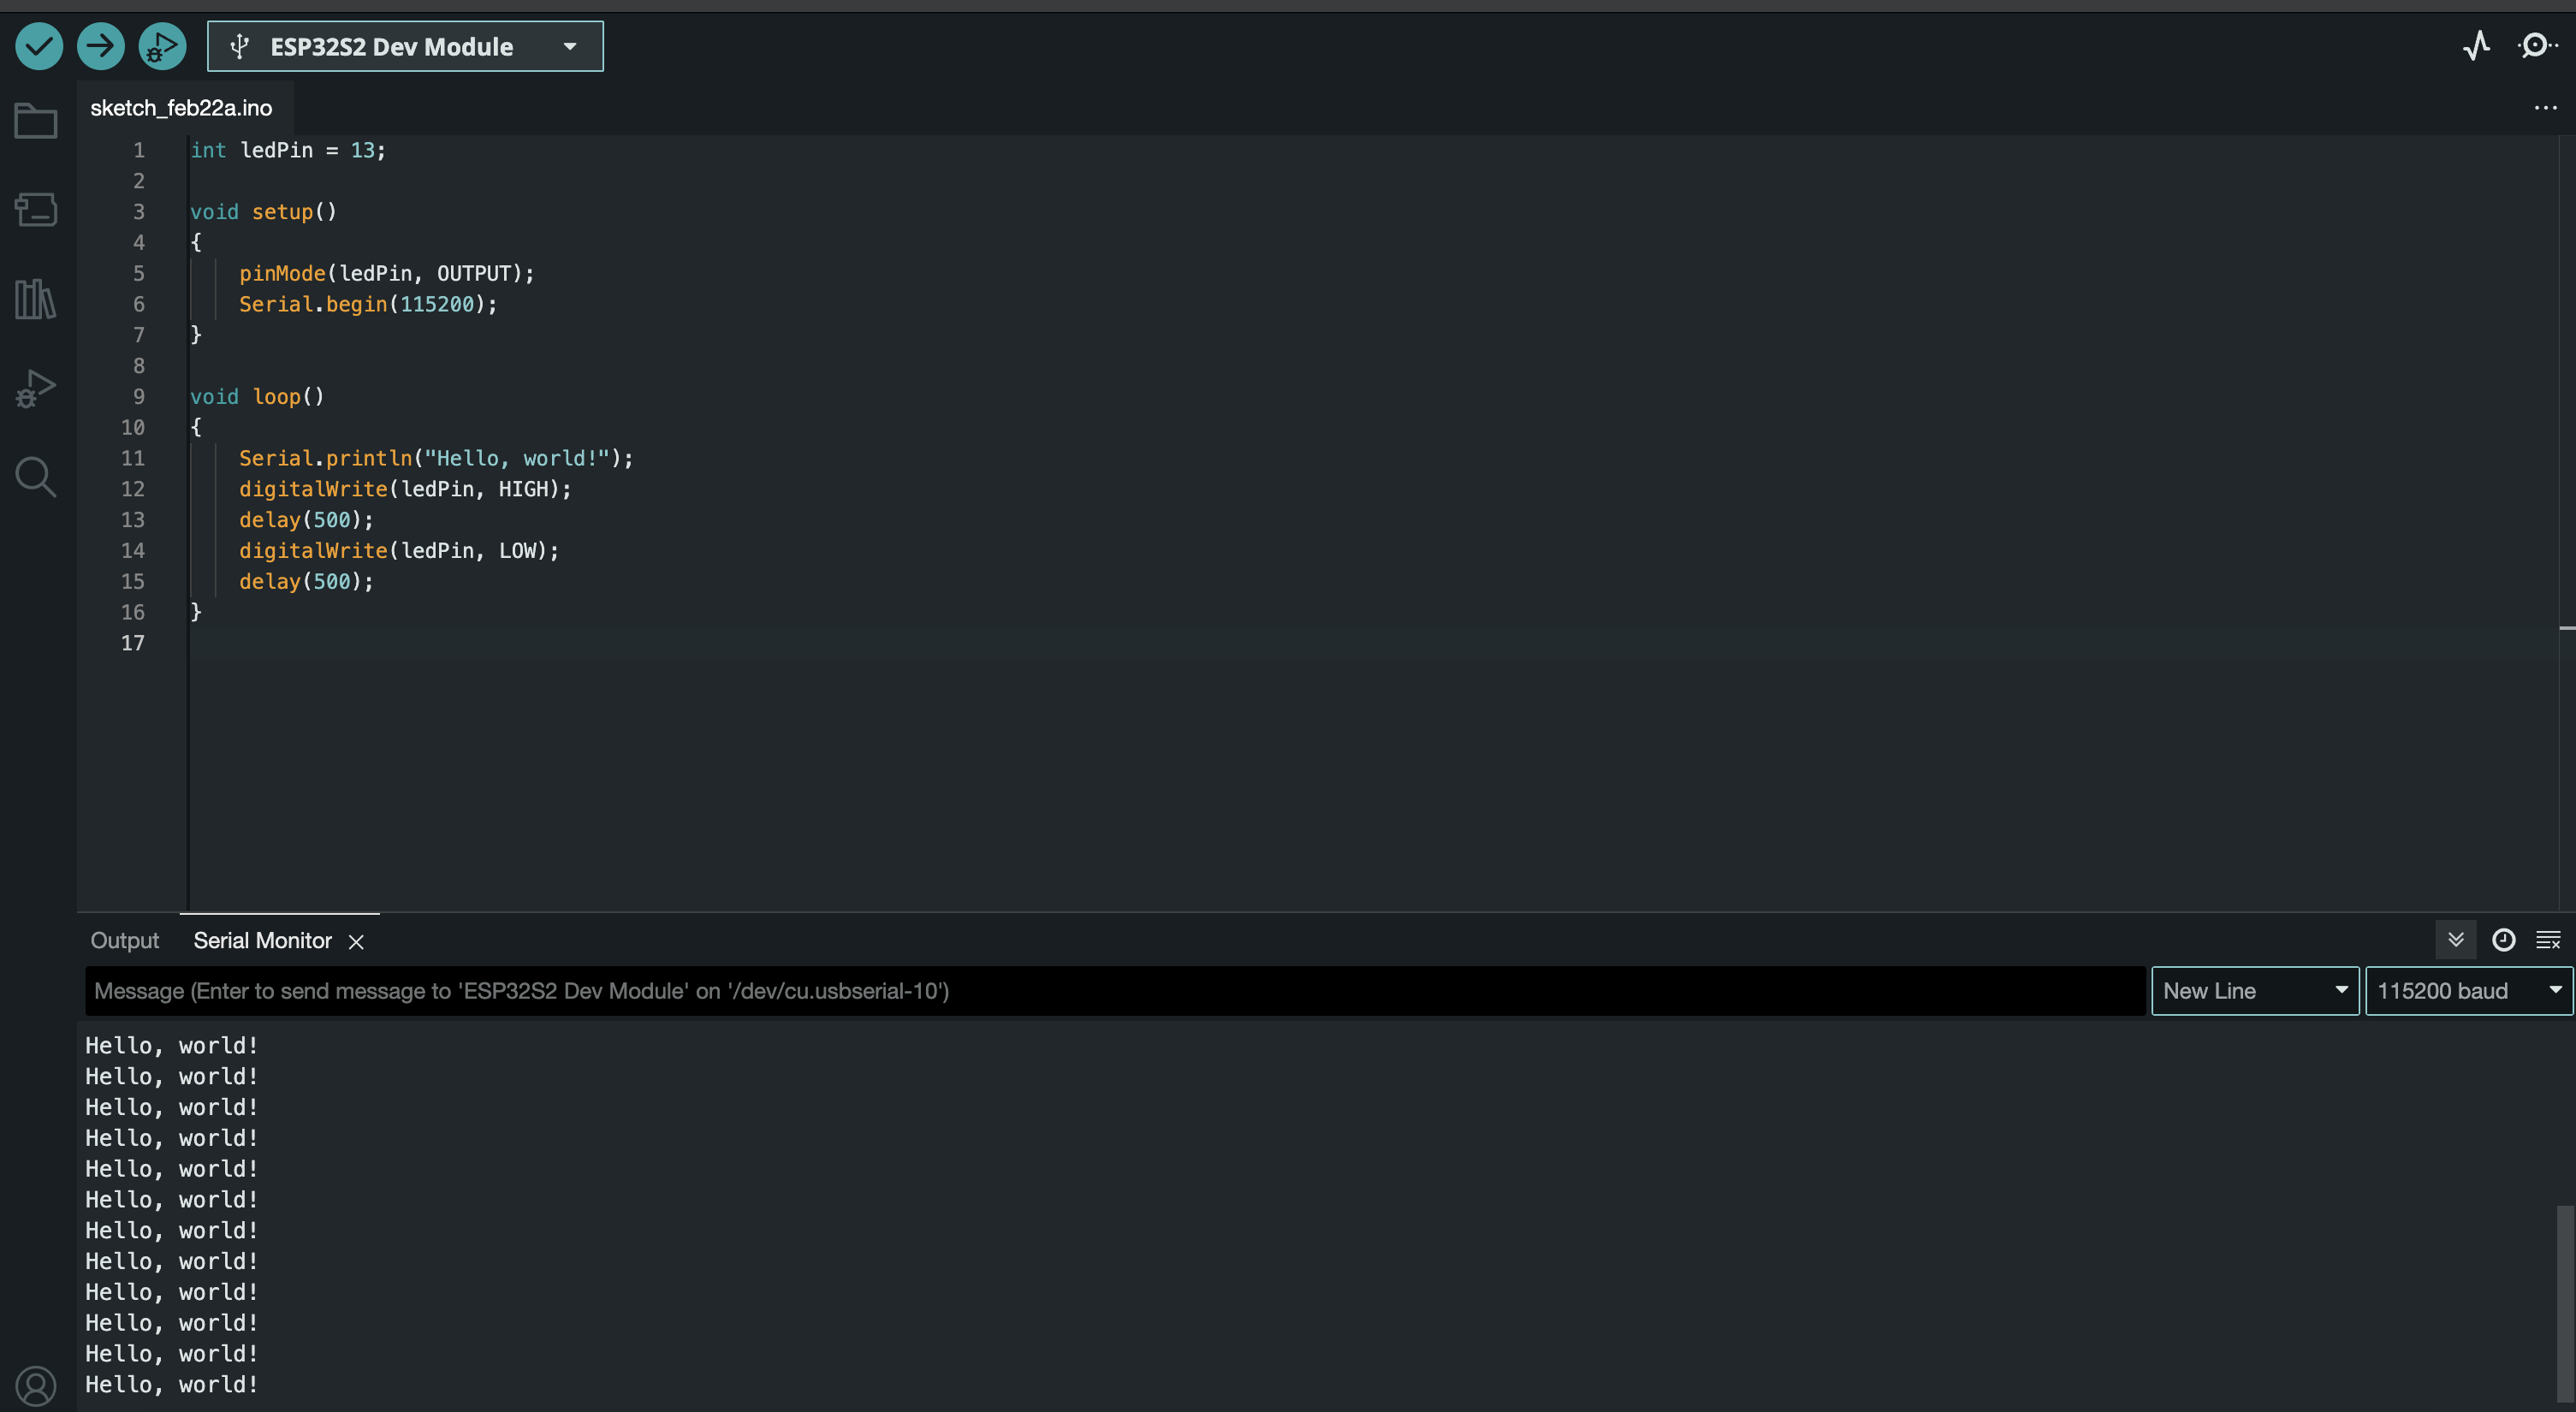 ESP32S2 Dev Module
sketch_feb22a.ino
1 int ledPin = 13;
2
3 void setup()
4 {
5 pinMode(ledPin, OUTPUT);
6 Serial.begin(115200);
7 }
8
9 void loop()
10 {
11 Serial.println("Hello, world!");
12 digitalWrite(ledPin, HIGH);
13 delay(500);
14 digitalWrite(ledPin, LOW);
15 delay(500);
16 }
17
Output Serial Monitor
Message (Enter to send message to 'ESP32S2 Dev Module' on '/dev/cu.usbserial-10') New Line 115200 baud
Hello, world!
Hello, world!
Hello, world!
Hello, world!
Hello, world!
Hello, world!
Hello, world!
Hello, world!
Hello, world!
Hello, world!
Hello, world!
Hello, world!